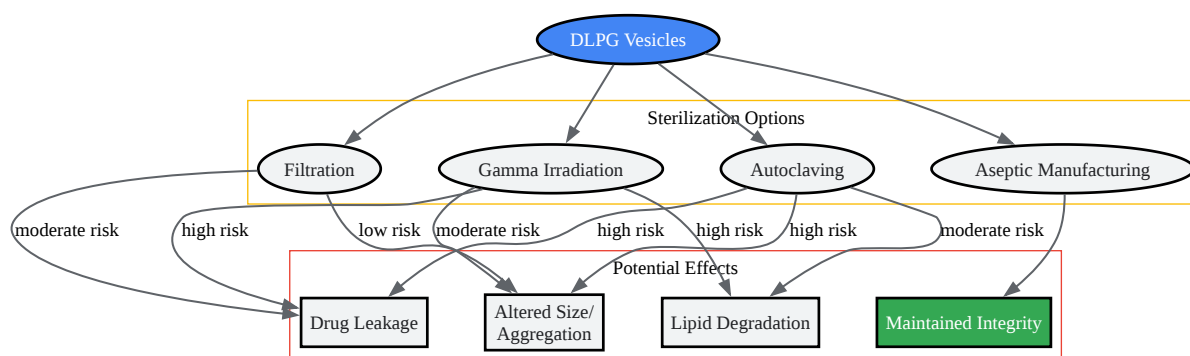 DLPG Vesicles
Sterilization Options
Filtration
Gamma Irradiation
Autoclaving
Aseptic Manufacturing
moderate risk
high risk
low risk
moderate risk
high risk
high risk
high risk
moderate risk
Potential Effects
Drug Leakage
Altered Size/
Aggregation
Lipid Degradation
Maintained Integrity